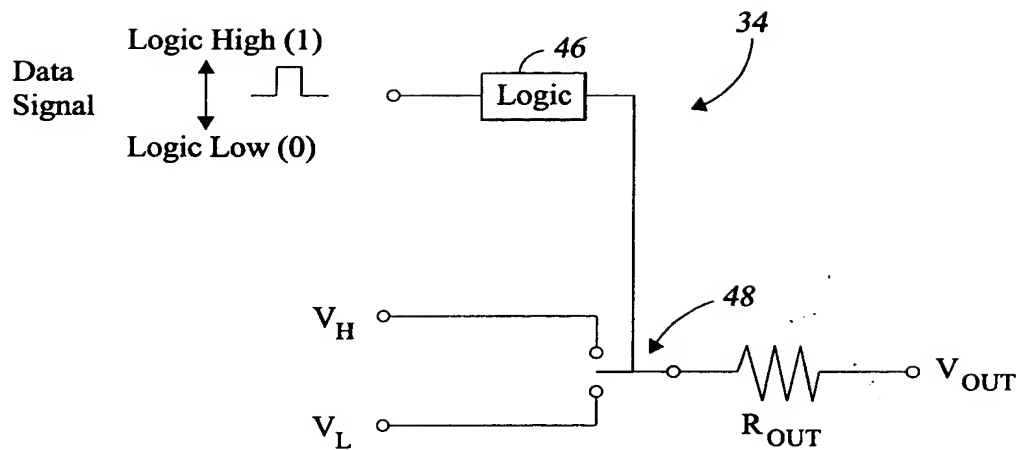 Logic High (1)
Data
Signal
Logic Low (0)
46
Logic
34
V_H
48
V_L
V_OUT
R_OUT